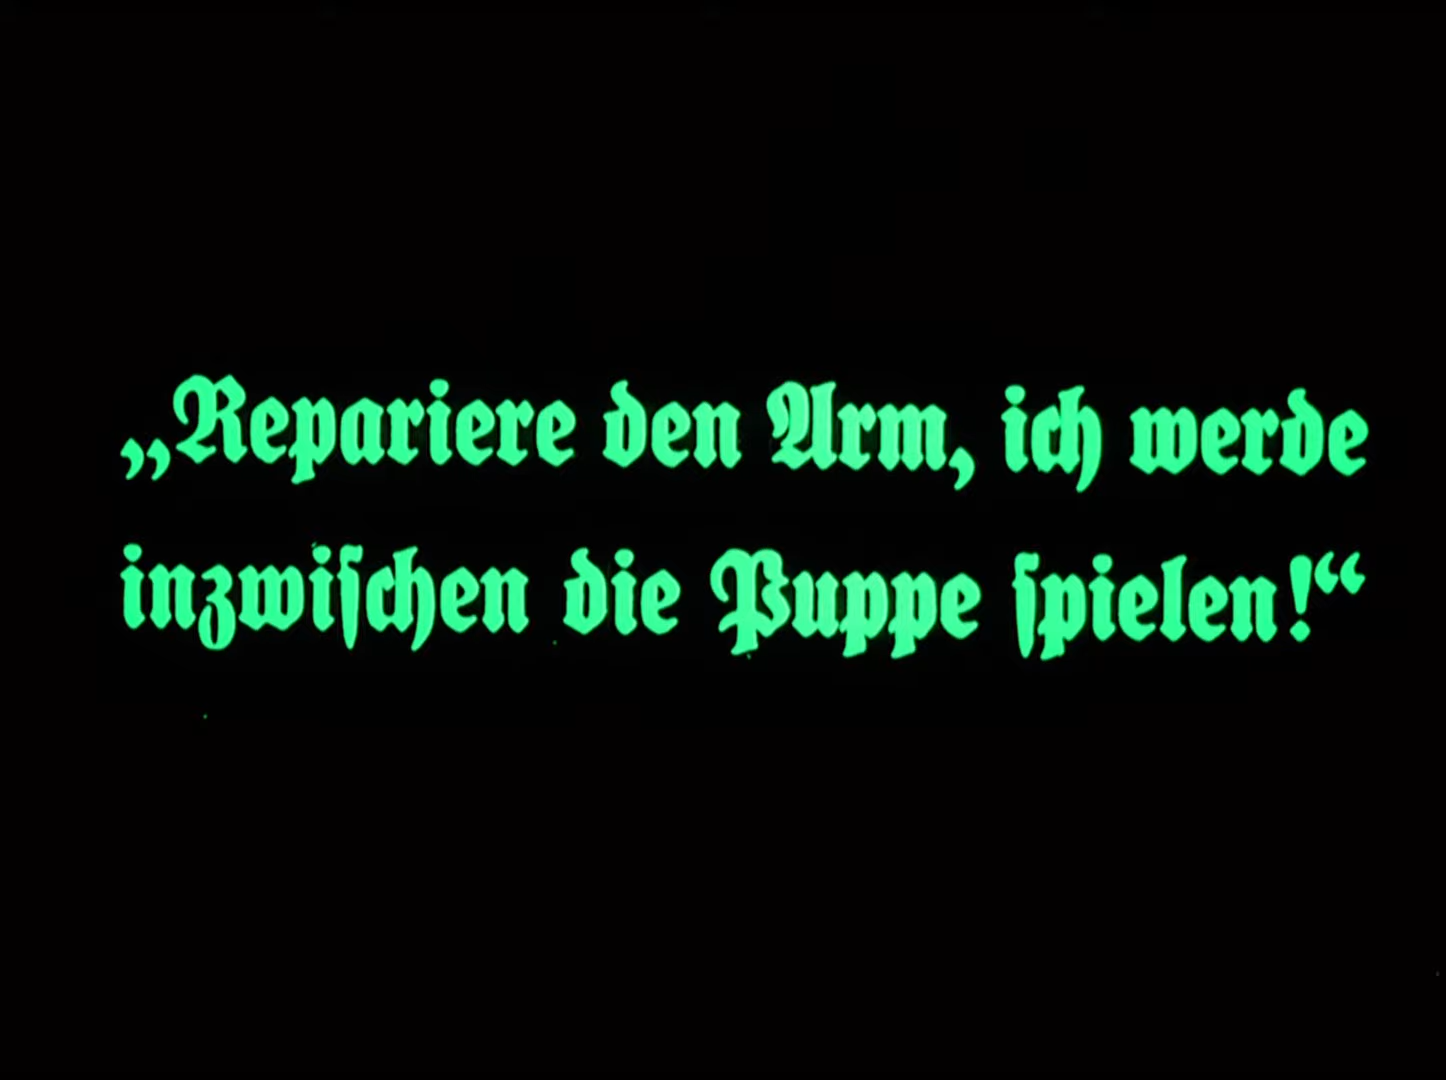 „Repariere den Arm, ich werde
inzwiſchen die Puppe ſpielen!“